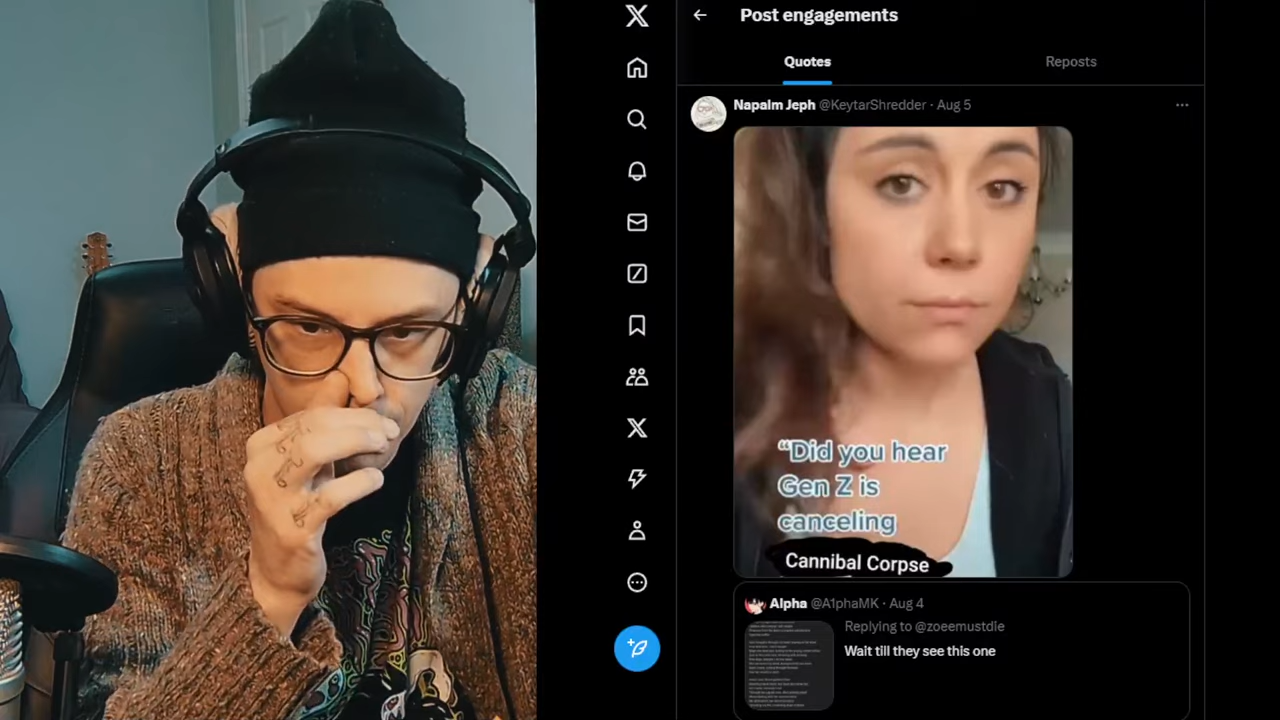 Post engagements
Quotes
Reposts
Napalm Jeph @KeytarShredder · Aug 5
“Did you hear
Gen Z is
canceling
Cannibal Corpse
Alpha @A1phaMK · Aug 4
Replying to @zoeemustdie
Wait till they see this one